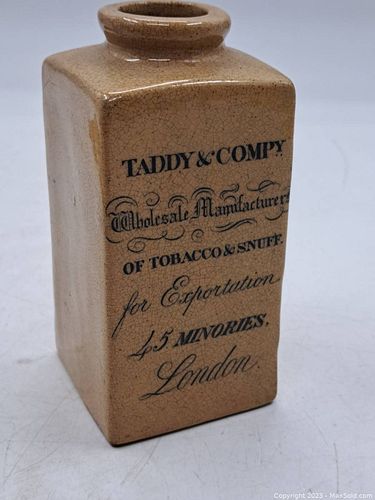 TADDY & COMPY
Wholesale Manufacturers
OF TOBACCO & SNUFF.
for Exportation
45 MINORIES,
London.
Copyright 2023 - MaxSold.com